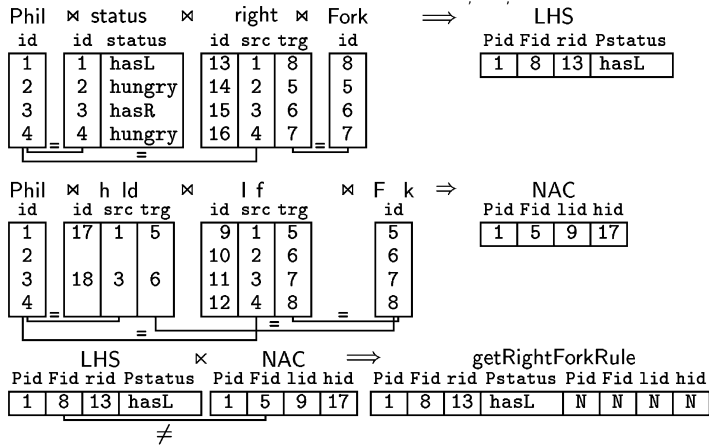 Phil ⋈ status ⋈ right ⋈ Fork ⟹ LHS
id id status id src trg id Pid Fid rid Pstatus
1 1 hasL 13 1 8 8 1 8 13 hasL
2 2 hungry 14 2 5 5
3 3 hasR 15 3 6 6
4 4 hungry 16 4 7 7
= = =
Phil ⋈ h ld ⋈ l f ⋈ F k ⇒ NAC
id id src trg id src trg id Pid Fid lid hid
1 17 1 5 9 1 5 5 1 5 9 17
2 10 2 6 6
3 18 3 6 11 3 7 7
4 12 4 8 8
= = = =
LHS ⋉ NAC ⟹ getRightForkRule
Pid Fid rid Pstatus Pid Fid lid hid Pid Fid rid Pstatus Pid Fid lid hid
1 8 13 hasL 1 5 9 17 1 8 13 hasL N N N N
≠